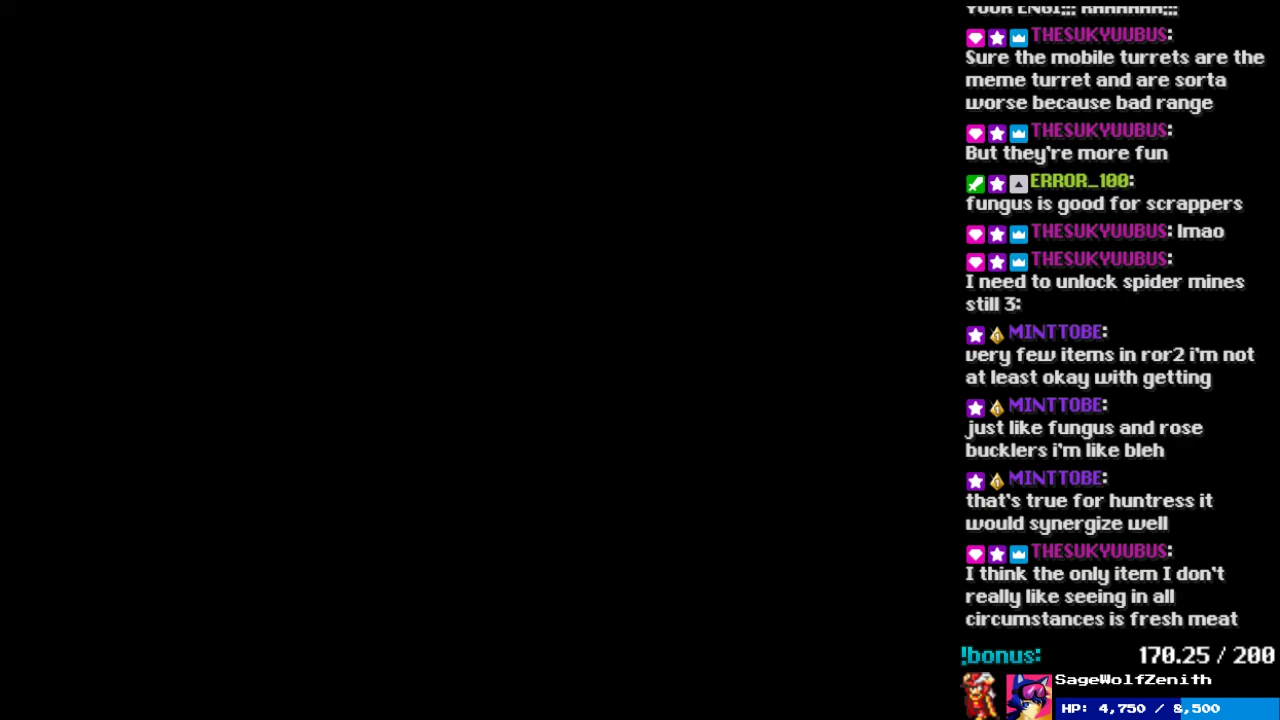 YOUR ENGI;;; AAAAAAA;;;
THESUKYUUBUS:
Sure the mobile turrets are the
meme turret and are sorta
worse because bad range
THESUKYUUBUS:
But they're more fun
ERROR_100:
fungus is good for scrappers
THESUKYUUBUS: lmao
THESUKYUUBUS:
I need to unlock spider mines
still 3:
MINTTOBE:
very few items in ror2 i'm not
at least okay with getting
MINTTOBE:
just like fungus and rose
bucklers i'm like bleh
MINTTOBE:
that's true for huntress it
would synergize well
THESUKYUUBUS:
I think the only item I don't
really like seeing in all
circumstances is fresh meat
!bonus: 170.25 / 200
SageWolfZenith
HP: 4,750 / 8,500